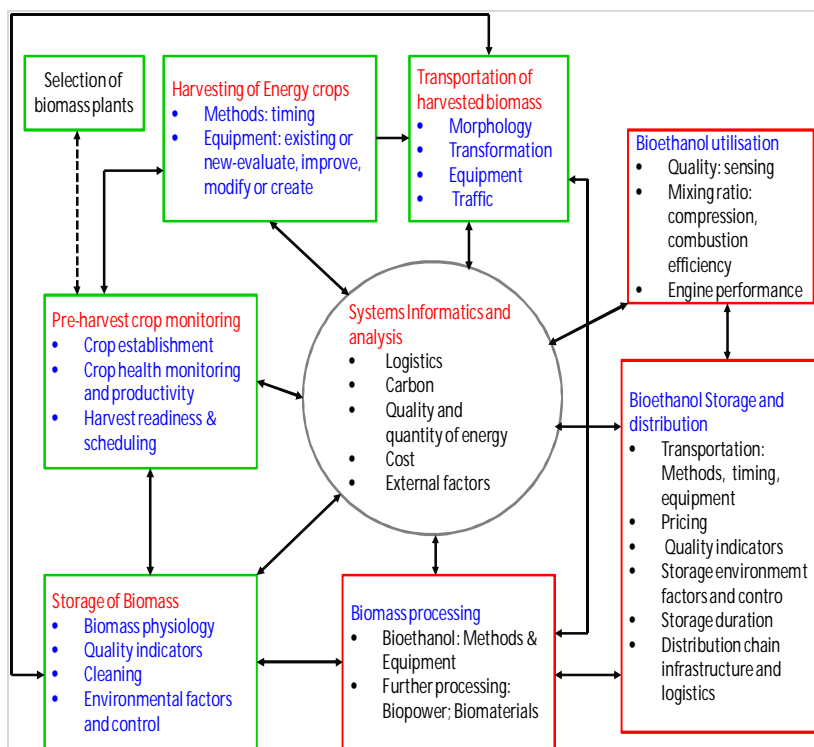 Selection of
biomass plants
Harvesting of Energy crops
• Methods: timing
• Equipment: existing or
new-evaluate, improve,
modify or create
Transportation of
harvested biomass
• Morphology
• Transformation
• Equipment
• Traffic
Bioethanol utilisation
• Quality: sensing
• Mixing ratio:
compression,
combustion
efficiency
• Engine performance
Pre-harvest crop monitoring
• Crop establishment
• Crop health monitoring
and productivity
• Harvest readiness &
scheduling
Systems Informatics and
analysis
• Logistics
• Carbon
• Quality and
quantity of energy
• Cost
• External factors
Bioethanol Storage and
distribution
• Transportation:
Methods, timing,
equipment
• Pricing
• Quality indicators
• Storage environmemt
factors and contro
• Storage duration
• Distribution chain
infrastructure and
logistics
Storage of Biomass
• Biomass physiology
• Quality indicators
• Cleaning
• Environmental factors
and control
Biomass processing
• Bioethanol: Methods &
Equipment
• Further processing:
Biopower; Biomaterials